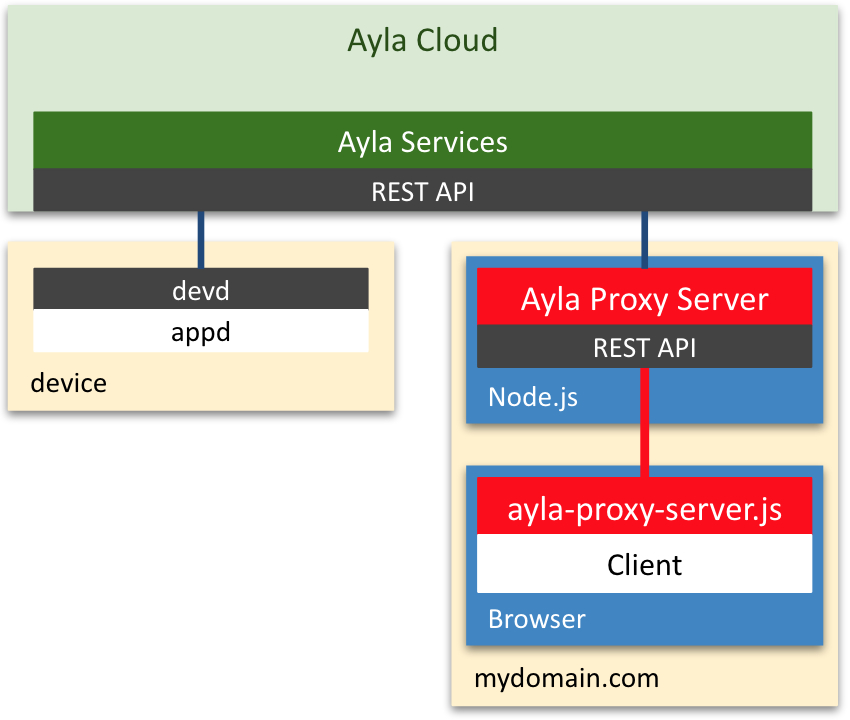 Ayla Cloud
Ayla Services
REST API
devd
appd
device
Ayla Proxy Server
REST API
Node.js
ayla-proxy-server.js
Client
Browser
mydomain.com